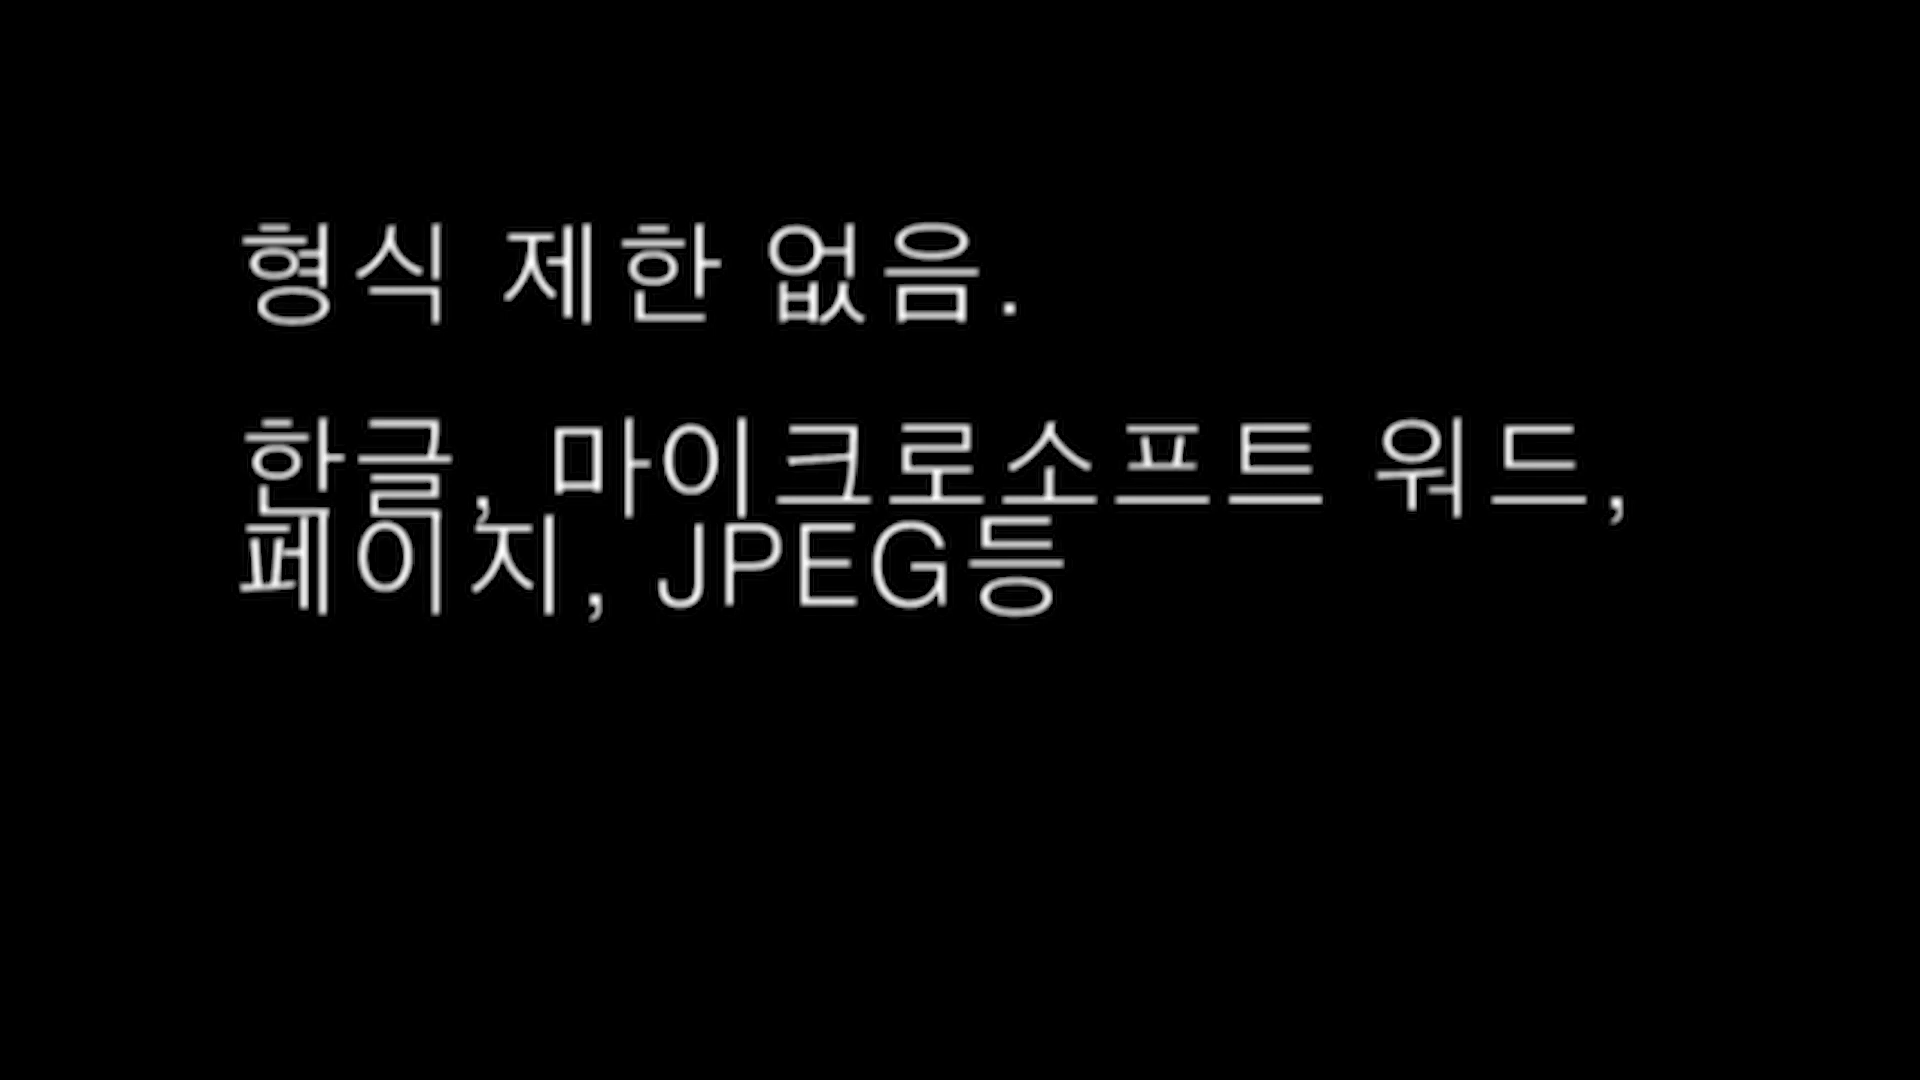 형식 제한 없음.
한글, 마이크로소프트 워드,
페이지, JPEG등